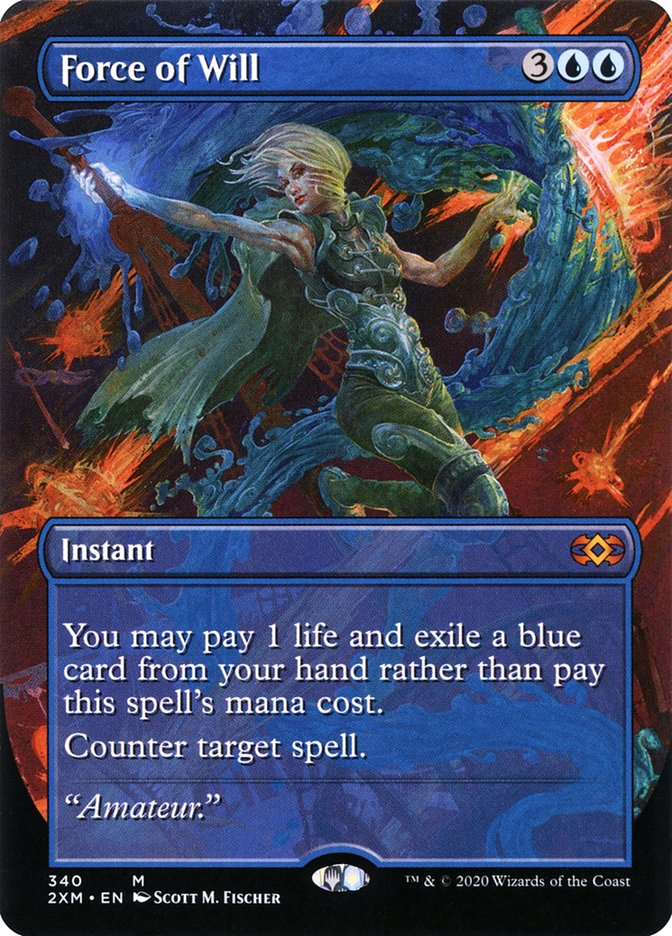 Force of Will 3
Instant
You may pay 1 life and exile a blue
card from your hand rather than pay
this spell's mana cost.
Counter target spell.
“Amateur.”
340 M
2XM • EN Scott M. Fischer
™ & © 2020 Wizards of the Coast